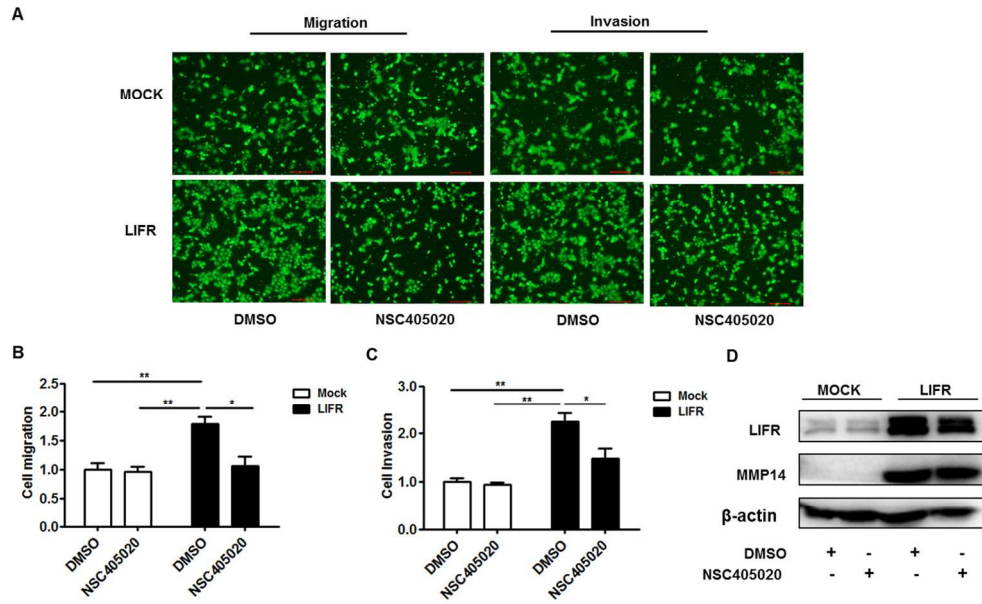 A
Migration
Invasion
MOCK
LIFR
DMSO
NSC405020
DMSO
NSC405020
B
**
**
*
Cell migration
2.5
2.0
1.5
1.0
0.5
0.0
Mock
LIFR
DMSO
NSC405020
DMSO
NSC405020
C
**
**
*
Cell Invasion
3.0
2.0
1.0
0.0
Mock
LIFR
DMSO
NSC405020
DMSO
NSC405020
D
MOCK LIFR
LIFR
MMP14
β-actin
DMSO + - + -
NSC405020 - + - +